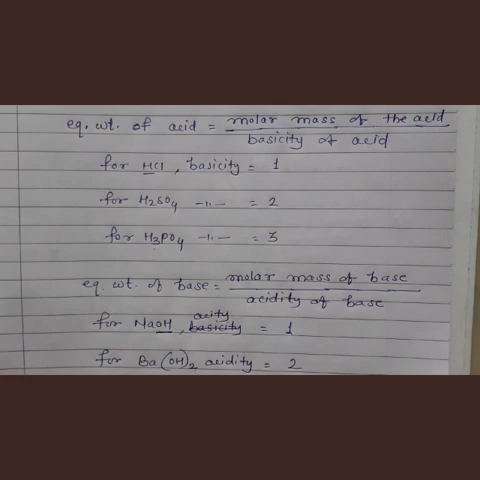 eq. wt. of acid = molar mass of the acid
basicity of acid
for HCl, basicity = 1
for H2SO4 -11- = 2
for H3PO4 -11- = 3
eq. wt. of base = molar mass of base
acidity of base
acity
for NaOH, basicity = 1
for Ba(OH)2 acidity = 2